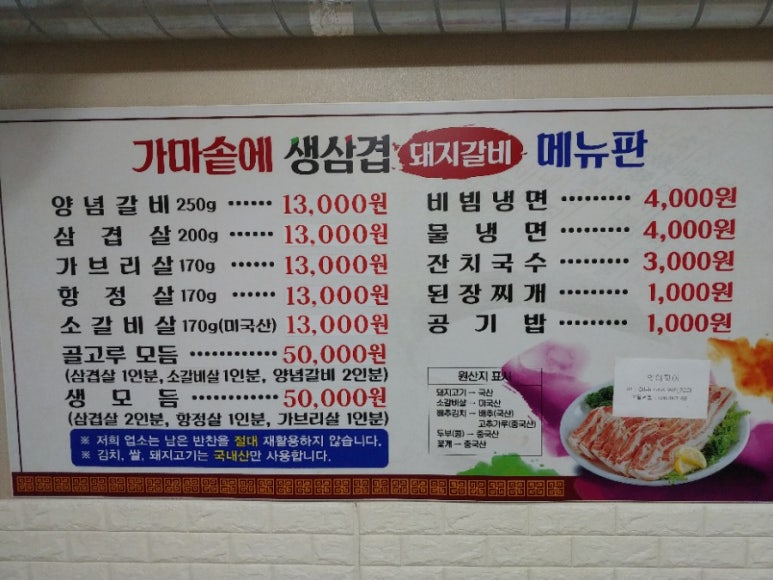 가마솥에 생삼겹 돼지갈비 메뉴판
양념갈비 250g ······ 13,000원
삼겹살 200g ······ 13,000원
가브리살 170g ······ 13,000원
항정살 170g ······ 13,000원
소갈비살 170g(미국산) 13,000원
골고루 모듬 ············· 50,000원
(삼겹살 1인분, 소갈비살 1인분, 양념갈비 2인분)
생모듬 ············· 50,000원
(삼겹살 2인분, 항정살 1인분, 가브리살 1인분)
※ 저희 업소는 남은 반찬을 절대 재활용하지 않습니다.
※ 김치, 쌀, 돼지고기는 국내산만 사용합니다.
비빔냉면 ·········· 4,000원
물냉면 ·········· 4,000원
잔치국수 ·········· 3,000원
된장찌개 ·········· 1,000원
공기밥 ·········· 1,000원
원산지 표시
돼지고기 → 국산
소갈비살 → 미국산
배추김치 → 배추(국산)
고추가루(중국산)
두부(콩) → 중국산
꽃게 → 중국산